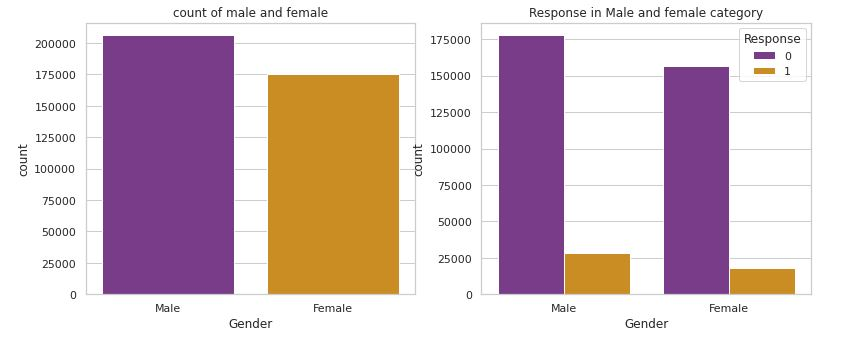 count of male and female
200000
175000
150000
125000
100000
75000
50000
25000
0
count
Male Female
Gender
Response in Male and female category
175000
150000
125000
100000
75000
50000
25000
0
count
Response
0
1
Male Female
Gender